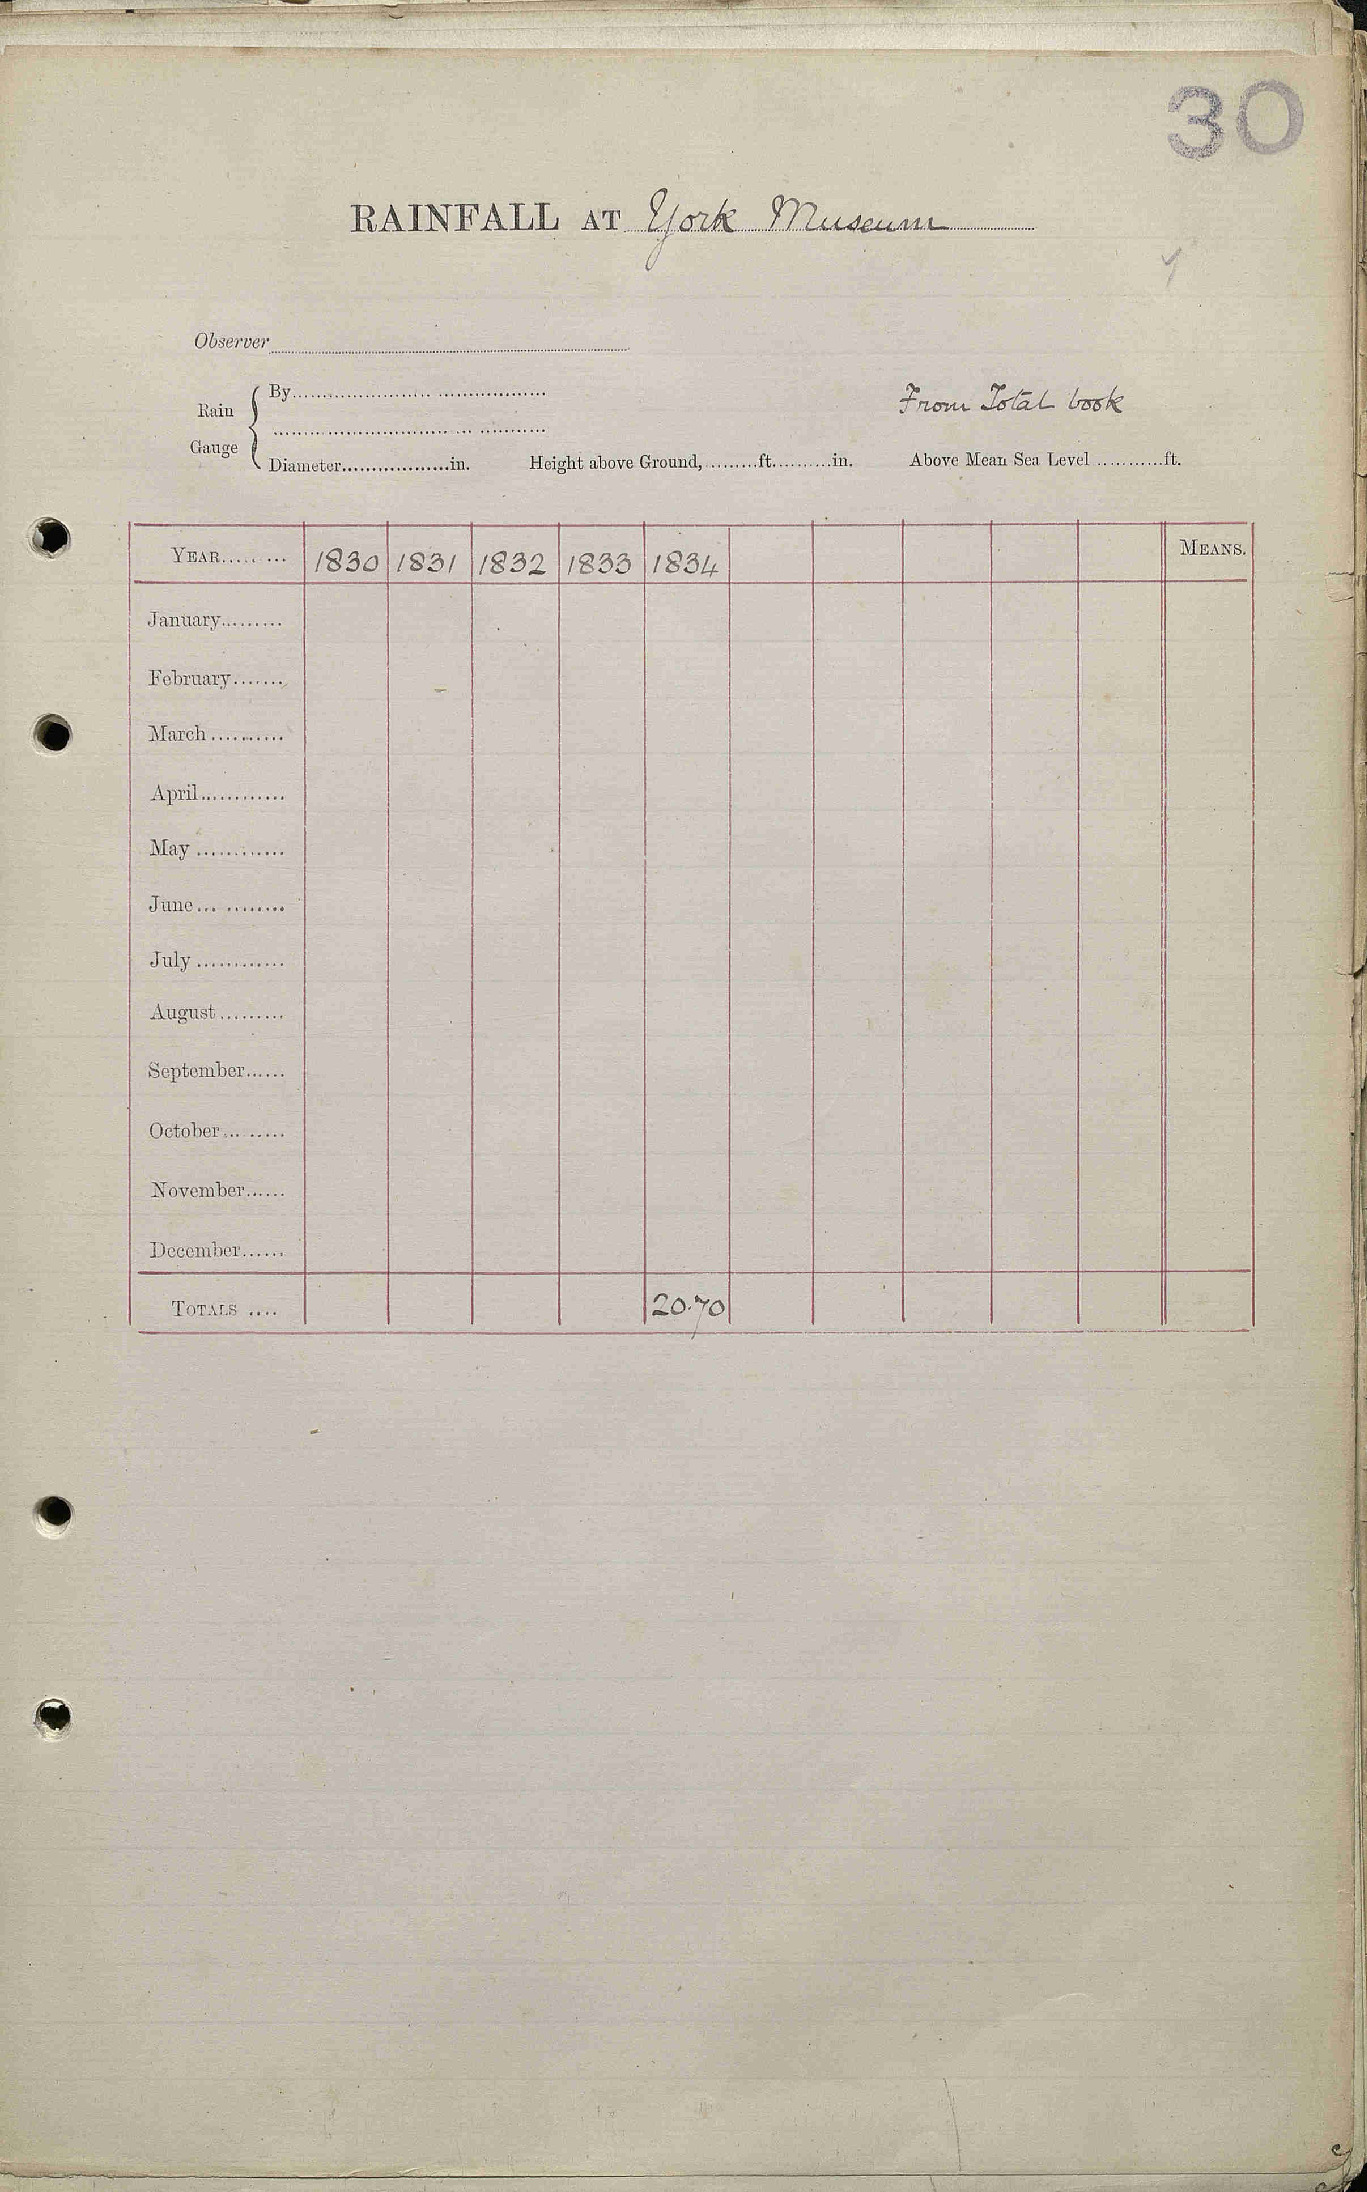 30
RAINFALL AT York Museum
Observer
By
From Total book
Rain
Gauge
Diameter in. Height above Ground, ft. in. Above Mean Sea Level ft.
YEAR 1830 1831 1832 1833 1834 MEANS.
January
February
March
April
May
June
July
August
September
October
November
December
TOTALS 20.70